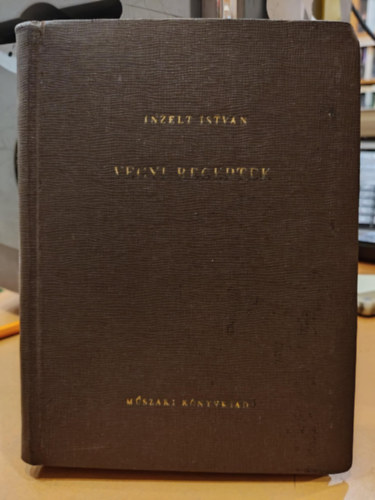 INZELT ISTVÁN
VEGYI RECEPTEK
MŰSZAKI KÖNYVKIADÓ